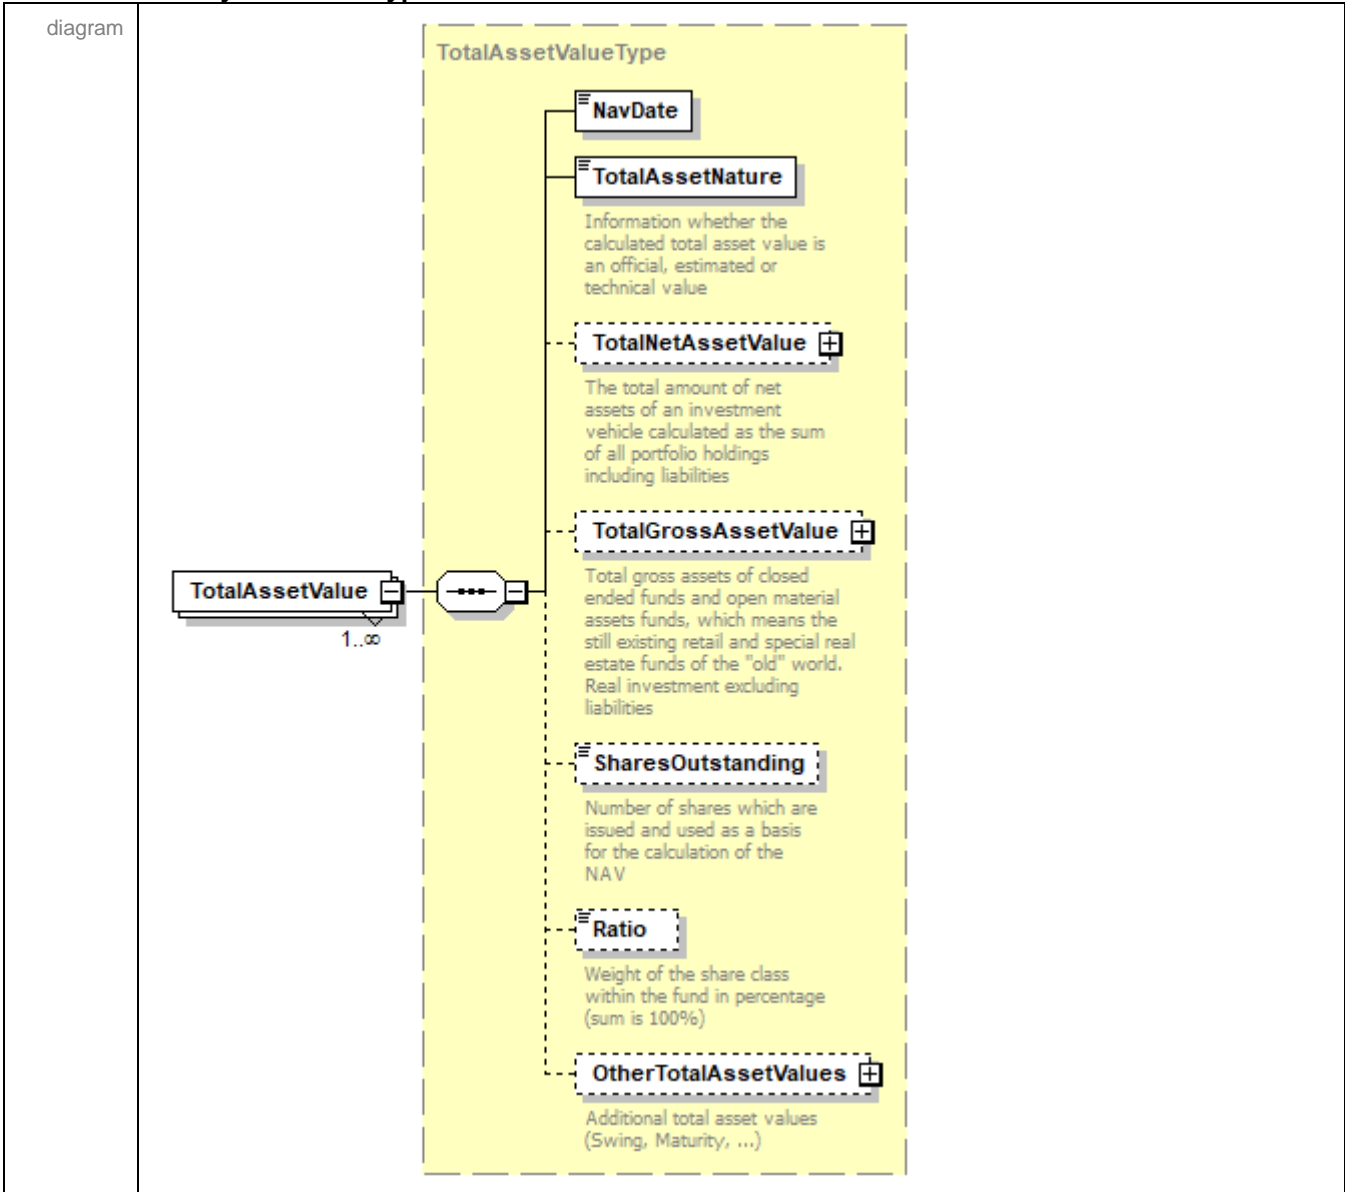 diagram
TotalAssetValueType
NavDate
TotalAssetNature
Information whether the
calculated total asset value is
an official, estimated or
technical value
TotalNetAssetValue
The total amount of net
assets of an investment
vehicle calculated as the sum
of all portfolio holdings
including liabilities
TotalGrossAssetValue
Total gross assets of closed
ended funds and open material
assets funds, which means the
still existing retail and special real
estate funds of the "old" world.
Real investment excluding
liabilities
TotalAssetValue
1..∞
SharesOutstanding
Number of shares which are
issued and used as a basis
for the calculation of the
NAV
Ratio
Weight of the share class
within the fund in percentage
(sum is 100%)
OtherTotalAssetValues
Additional total asset values
(Swing, Maturity, ...)